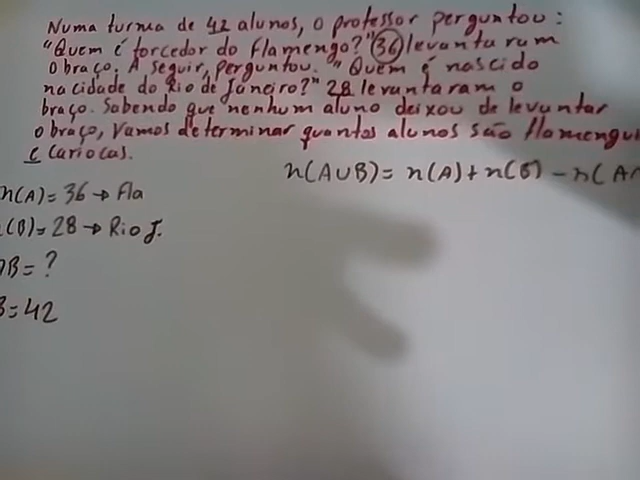 Numa turma de 42 alunos, o professor perguntou:
"Quem é torcedor do Flamengo?" 36 levantaram
o braço. A seguir, perguntou. "Quem é nascido
na cidade do Rio de Janeiro?" 28 levantaram o
braço. Sabendo que nenhum aluno deixou de levantar
o braço, vamos determinar quantos alunos são flamengui
e cariocas.
n(A∪B)= n(A)+n(B)-n(A∩
n(A)=36→Fla
(B)=28→Rio J.
B=?
B=42